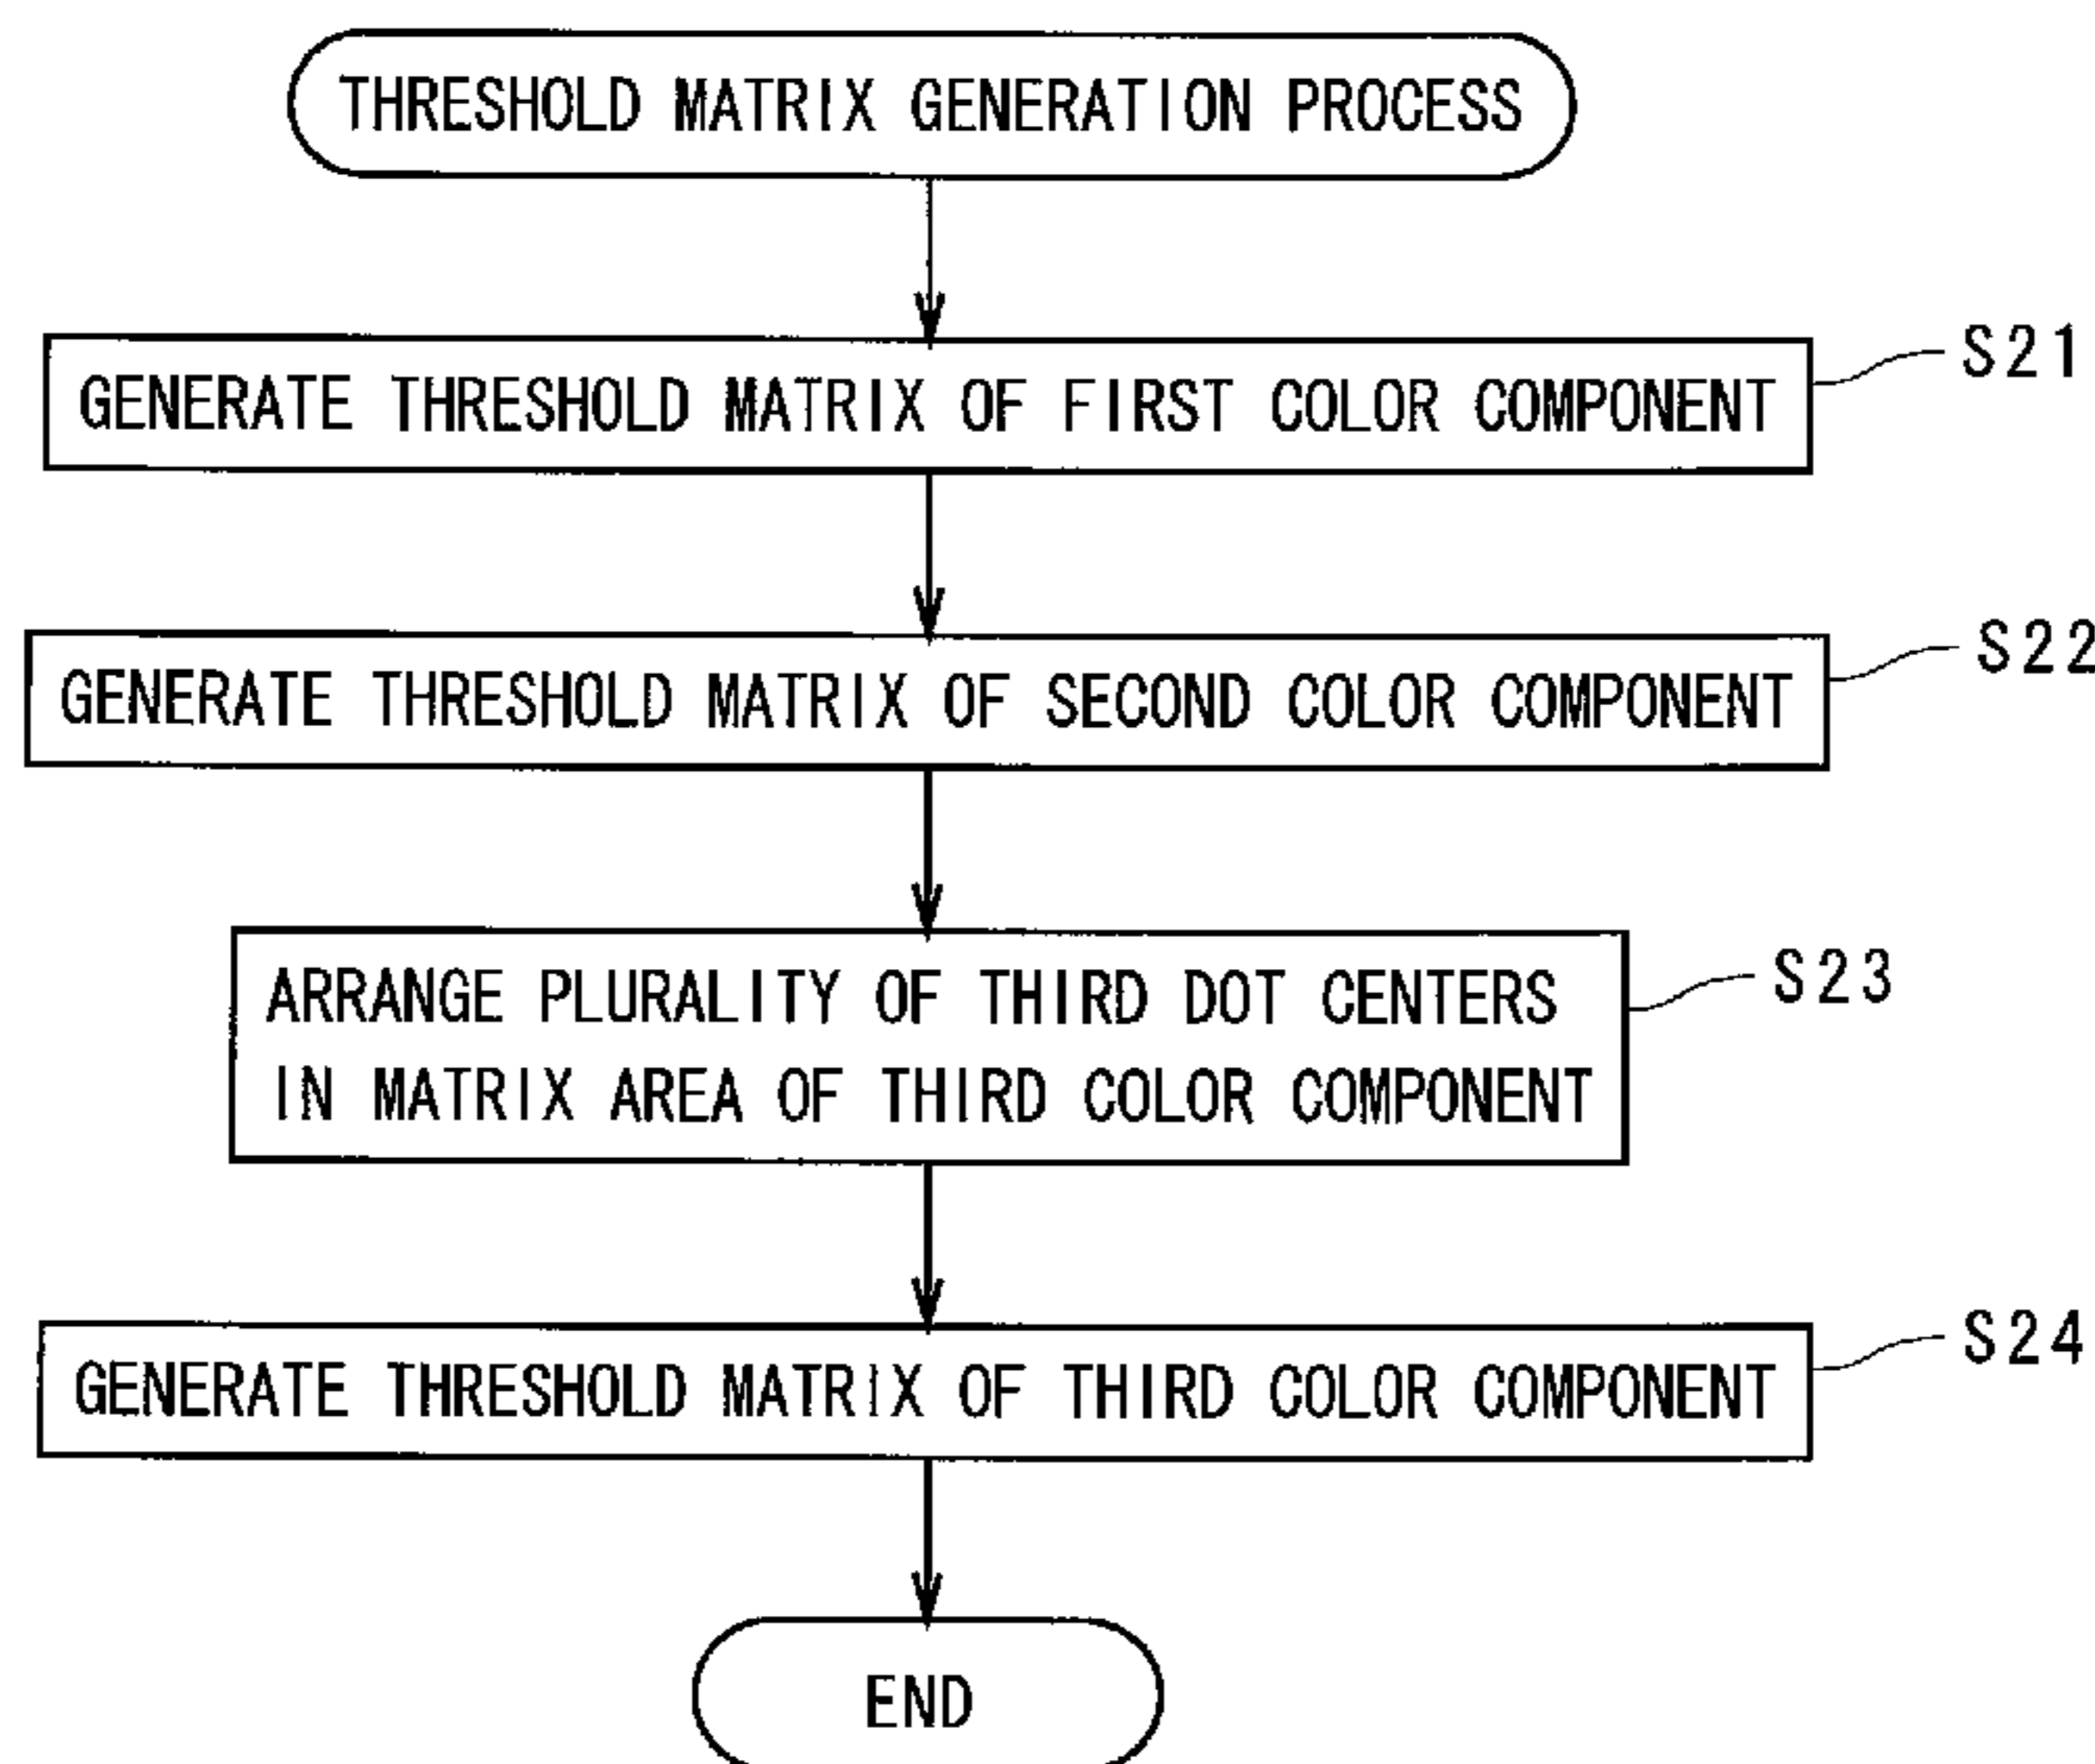 THRESHOLD MATRIX GENERATION PROCESS
GENERATE THRESHOLD MATRIX OF FIRST COLOR COMPONENT
S21
GENERATE THRESHOLD MATRIX OF SECOND COLOR COMPONENT
S22
ARRANGE PLURALITY OF THIRD DOT CENTERS
IN MATRIX AREA OF THIRD COLOR COMPONENT
S23
GENERATE THRESHOLD MATRIX OF THIRD COLOR COMPONENT
S24
END